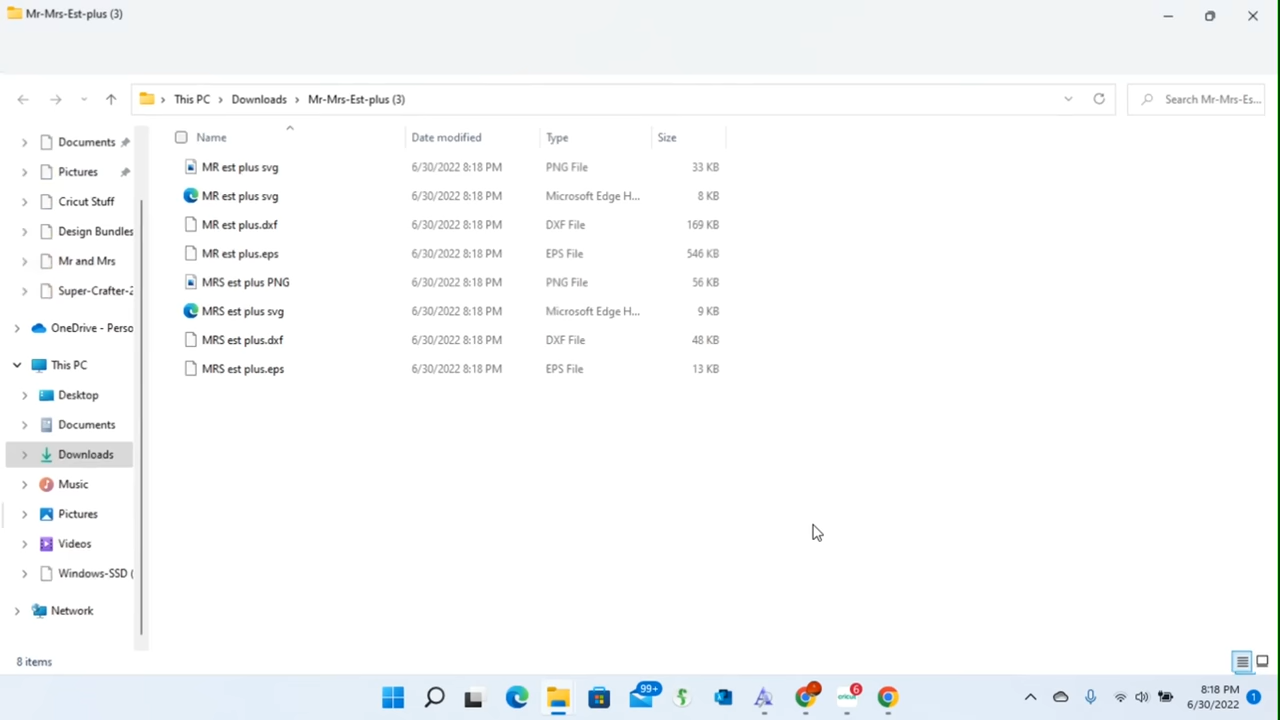 Mr-Mrs-Est-plus (3)
This PC > Downloads > Mr-Mrs-Est-plus (3)
Search Mr-Mrs-Es...
Name Date modified Type Size
MR est plus svg 6/30/2022 8:18 PM PNG File 33 KB
MR est plus svg 6/30/2022 8:18 PM Microsoft Edge H... 8 KB
MR est plus.dxf 6/30/2022 8:18 PM DXF File 169 KB
MR est plus.eps 6/30/2022 8:18 PM EPS File 546 KB
MRS est plus PNG 6/30/2022 8:18 PM PNG File 56 KB
MRS est plus svg 6/30/2022 8:18 PM Microsoft Edge H... 9 KB
MRS est plus.dxf 6/30/2022 8:18 PM DXF File 48 KB
MRS est plus.eps 6/30/2022 8:18 PM EPS File 13 KB
Documents
Pictures
Cricut Stuff
Design Bundles
Mr and Mrs
Super-Crafter-2
OneDrive - Perso
This PC
Desktop
Documents
Downloads
Music
Pictures
Videos
Windows-SSD (
Network
8 items
99+
cricut
6
8:18 PM
6/30/2022
1